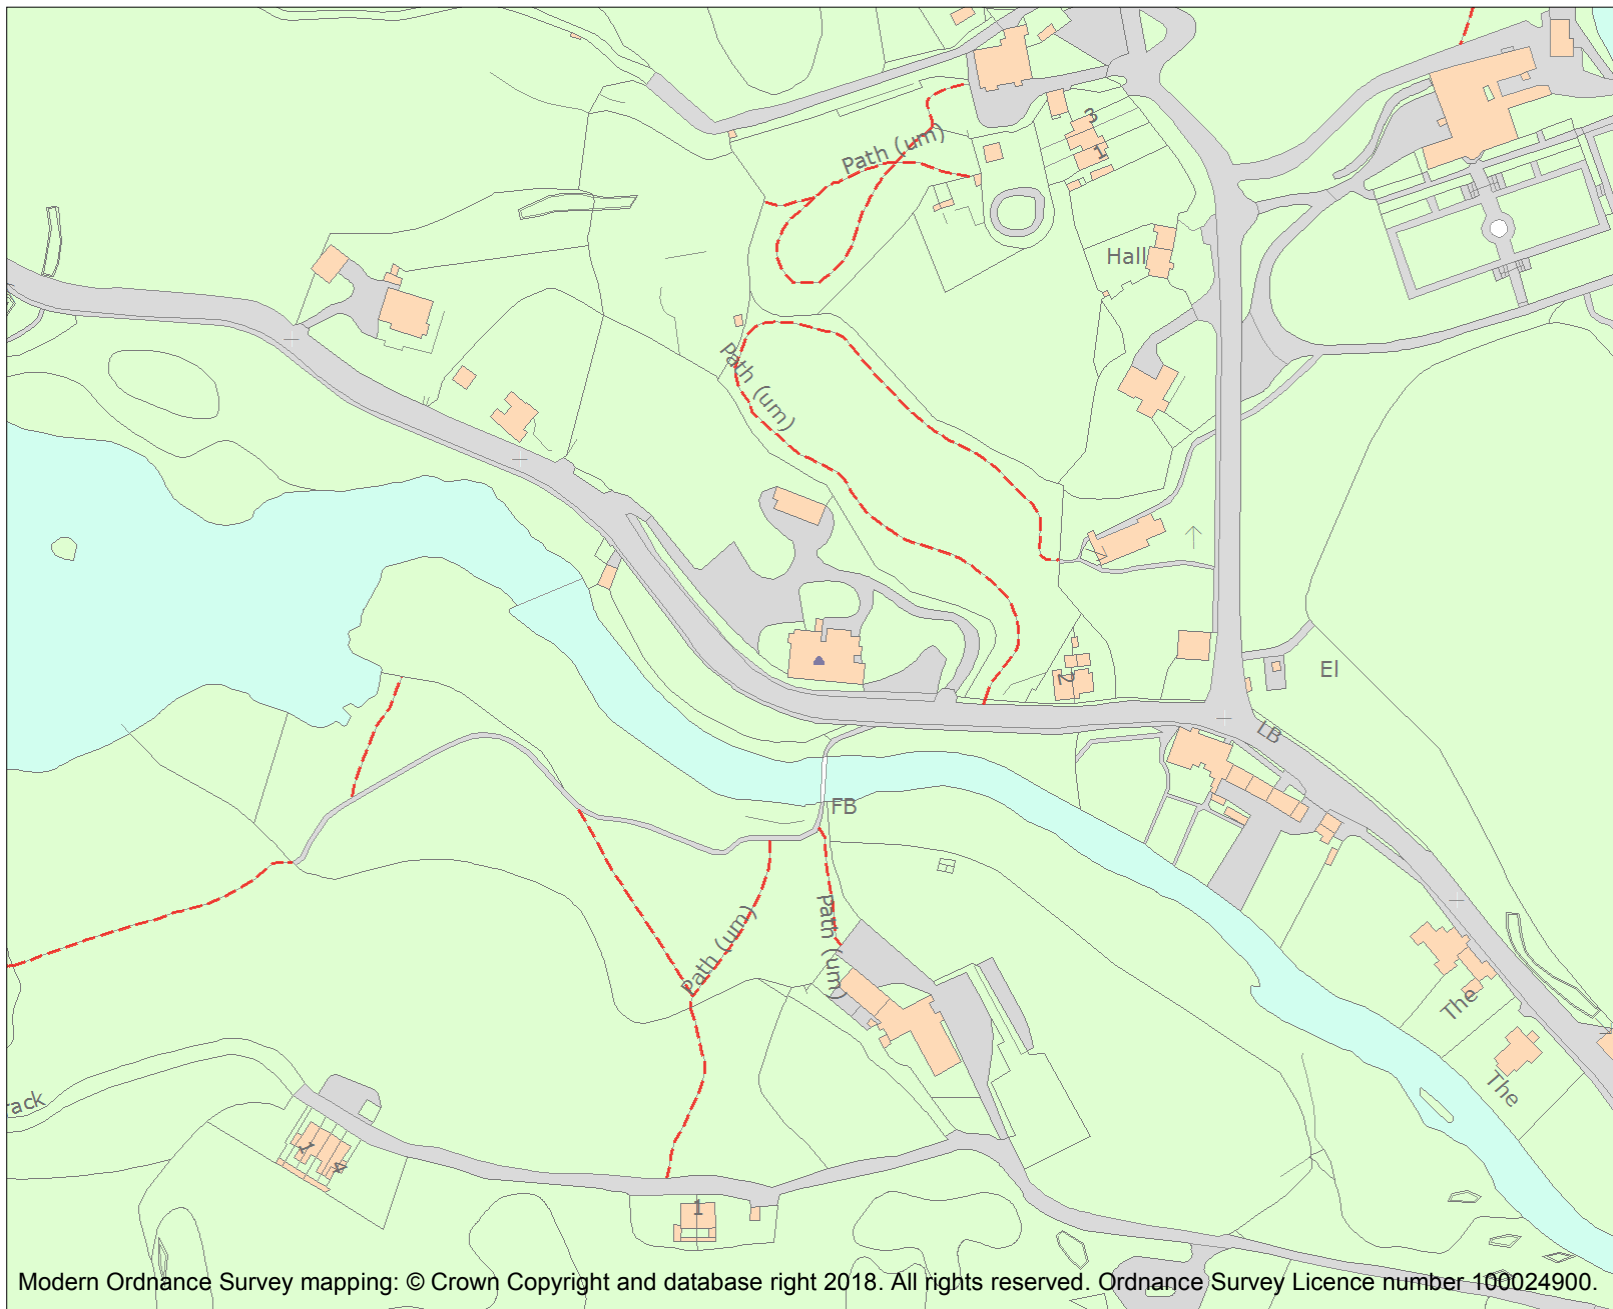 Path (um)
3
1
Hall
Path (um)
2
El
LB
FB
Path (um)
Path (um)
The
The
rack
1
4
1
Modern Ordnance Survey mapping: © Crown Copyright and database right 2018. All rights reserved. Ordnance Survey Licence number 100024900.